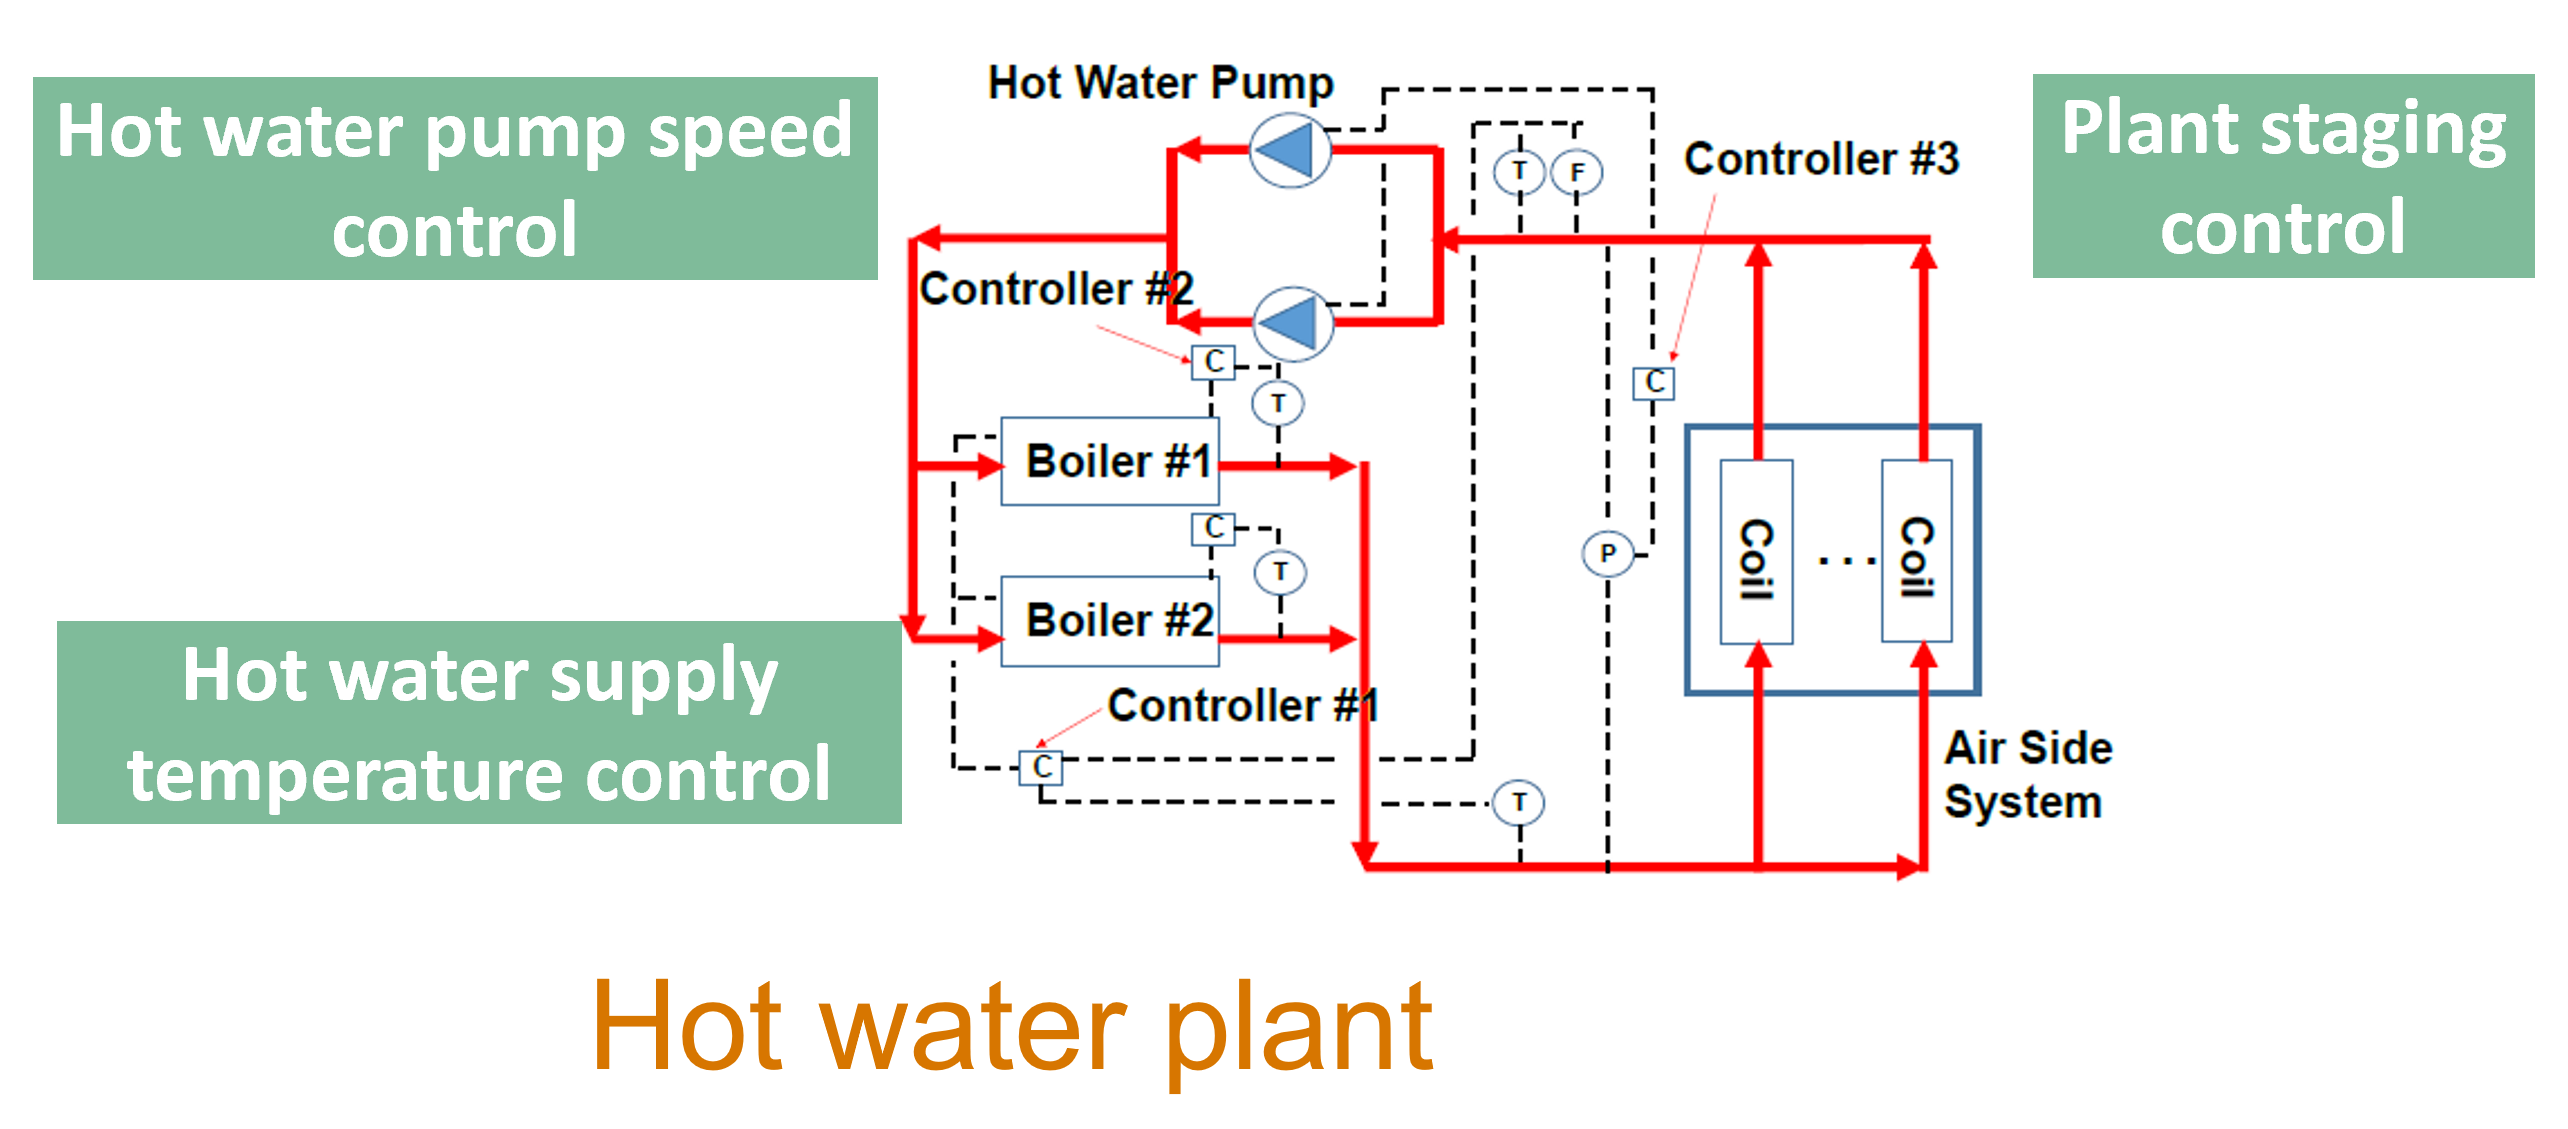 Hot Water Pump
Hot water pump speed
control
Plant staging
control
Controller #3
T
F
Controller #2
C
T
C
Boiler #1
C
P
T
Coil
...
Coil
Boiler #2
Hot water supply
temperature control
Controller #1
C
T
Air Side
System
Hot water plant